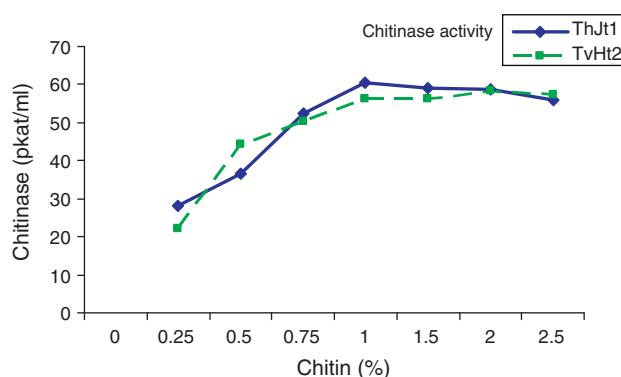 Chitinase activity
ThJt1
TvHt2
Chitinase (pkat/ml)
70
60
50
40
30
20
10
0
0 0.25 0.5 0.75 1 1.5 2 2.5
Chitin (%)